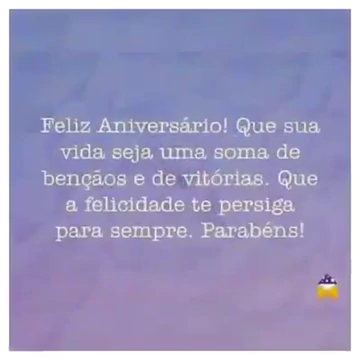 Feliz Aniversário! Que sua
vida seja uma soma de
bençãos e de vitórias. Que
a felicidade te persiga
para sempre. Parabéns!